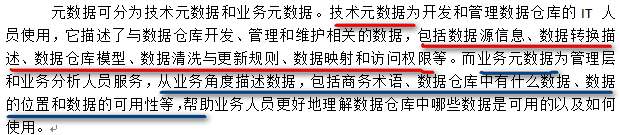 元数据可分为技术元数据和业务元数据。技术元数据为开发和管理数据仓库的 IT 人
员使用，它描述了与数据仓库开发、管理和维护相关的数据，包括数据源信息、数据转换描
述、数据仓库模型、数据清洗与更新规则、数据映射和访问权限等。而业务元数据为管理层
和业务分析人员服务，从业务角度描述数据，包括商务术语、数据仓库中有什么数据、数据
的位置和数据的可用性等，帮助业务人员更好地理解数据仓库中哪些数据是可用的以及如何
使用。